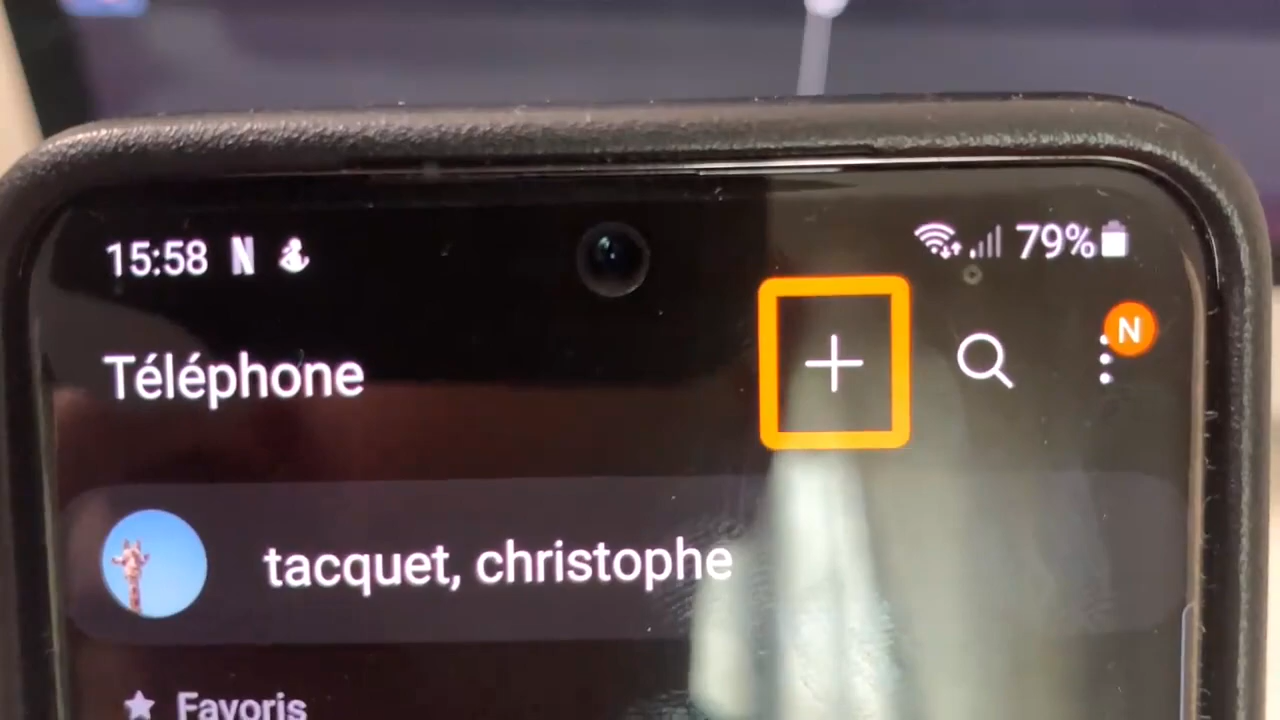 15:58 N 79%
N
Téléphone
tacquet, christophe
Favoris